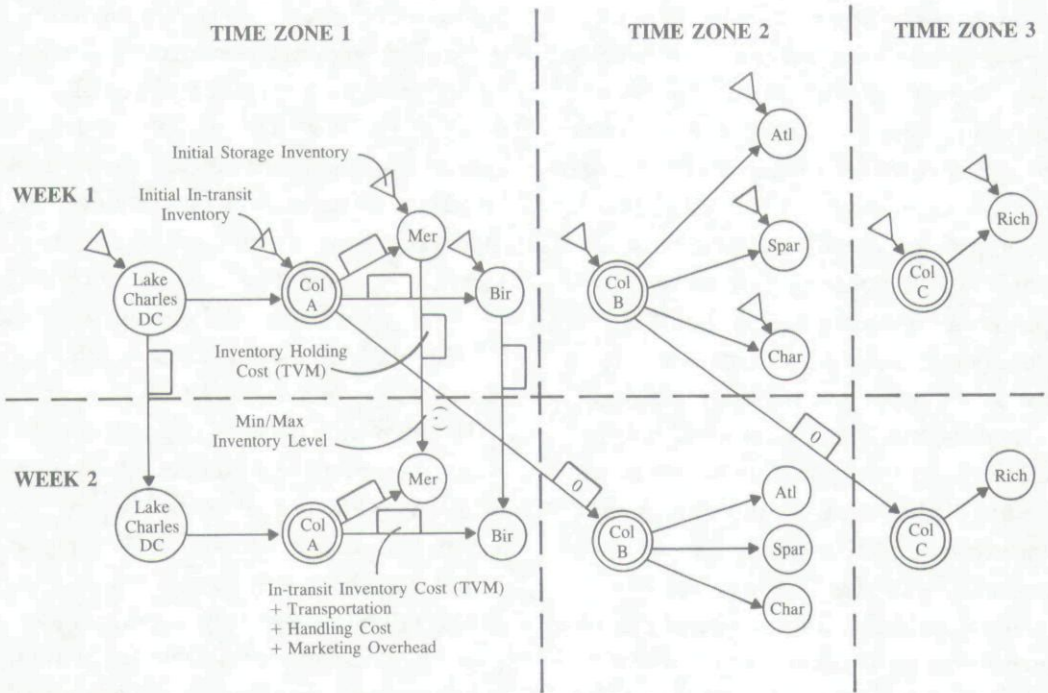 TIME ZONE 1
TIME ZONE 2
TIME ZONE 3
WEEK 1
Initial Storage Inventory
Initial In-transit
Inventory
Lake
Charles
DC
Col
A
Mer
Bir
Inventory Holding
Cost (TVM)
Col
B
Atl
Spar
Char
Col
C
Rich
Min/Max
Inventory Level
( )
0
0
WEEK 2
Lake
Charles
DC
Col
A
Mer
Bir
In-transit Inventory Cost (TVM)
+ Transportation
+ Handling Cost
+ Marketing Overhead
Col
B
Atl
Spar
Char
Col
C
Rich